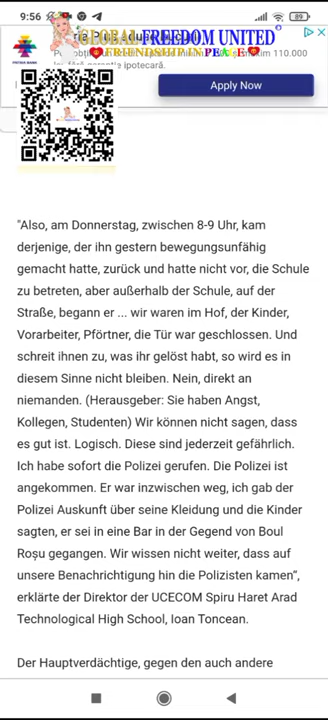 9:56
89
GLOBAL FREEDOM UNITED
FRIENDSHIP IN PEACE
110.000
ipotecară.
PATRIA BANK
Apply Now
"Also, am Donnerstag, zwischen 8-9 Uhr, kam
derjenige, der ihn gestern bewegungsunfähig
gemacht hatte, zurück und hatte nicht vor, die Schule
zu betreten, aber außerhalb der Schule, auf der
Straße, begann er ... wir waren im Hof, der Kinder,
Vorarbeiter, Pförtner, die Tür war geschlossen. Und
schreit ihnen zu, was ihr gelöst habt, so wird es in
diesem Sinne nicht bleiben. Nein, direkt an
niemanden. (Herausgeber: Sie haben Angst,
Kollegen, Studenten) Wir können nicht sagen, dass
es gut ist. Logisch. Diese sind jederzeit gefährlich.
Ich habe sofort die Polizei gerufen. Die Polizei ist
angekommen. Er war inzwischen weg, ich gab der
Polizei Auskunft über seine Kleidung und die Kinder
sagten, er sei in eine Bar in der Gegend von Boul
Roșu gegangen. Wir wissen nicht weiter, dass auf
unsere Benachrichtigung hin die Polizisten kamen“,
erklärte der Direktor der UCECOM Spiru Haret Arad
Technological High School, Ioan Toncean.
Der Hauptverdächtige, gegen den auch andere